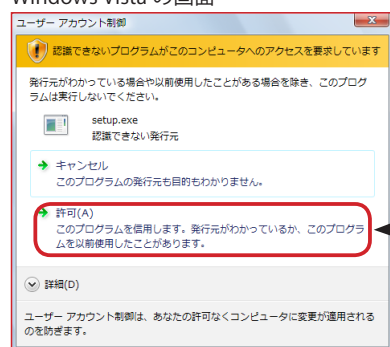 Windows Vista の画面
ユーザー アカウント制御
認識できないプログラムがこのコンピュータへのアクセスを要求しています
発行元がわかっている場合や以前使用したことがある場合を除き、このプログ
ラムは実行しないでください。
setup.exe
認識できない発行元
キャンセル
このプログラムの発行元も目的もわかりません。
許可(A)
このプログラムを信用します。発行元がわかっているか、このプログラ
ムを以前使用したことがあります。
詳細(D)
ユーザー アカウント制御は、あなたの許可なくコンピュータに変更が適用される
のを防ぎます。